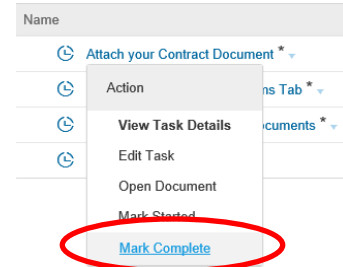 Name
Attach your Contract Document *
Action
ms Tab *
View Task Details
ocuments *
Edit Task
Open Document
Mark Started
Mark Complete